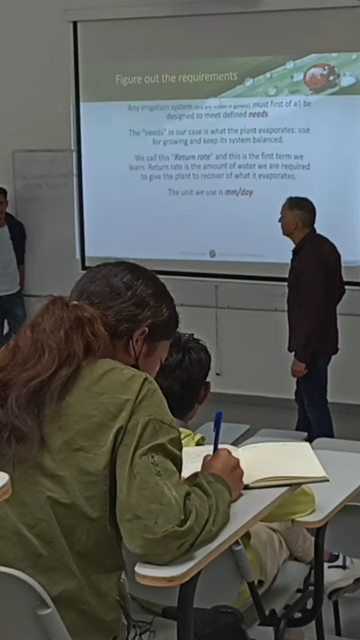 Figure out the requirements
Any irrigation system (and any system in general) must first of all be
designed to meet defined needs.
The "needs" in our case is what the plant evaporates, use
for growing and keep its system balanced.
We call this "Return rate" and this is the first term we
learn. Return rate is the amount of water we are required
to give the plant to recover of what it evaporates.
The unit we use is mm/day